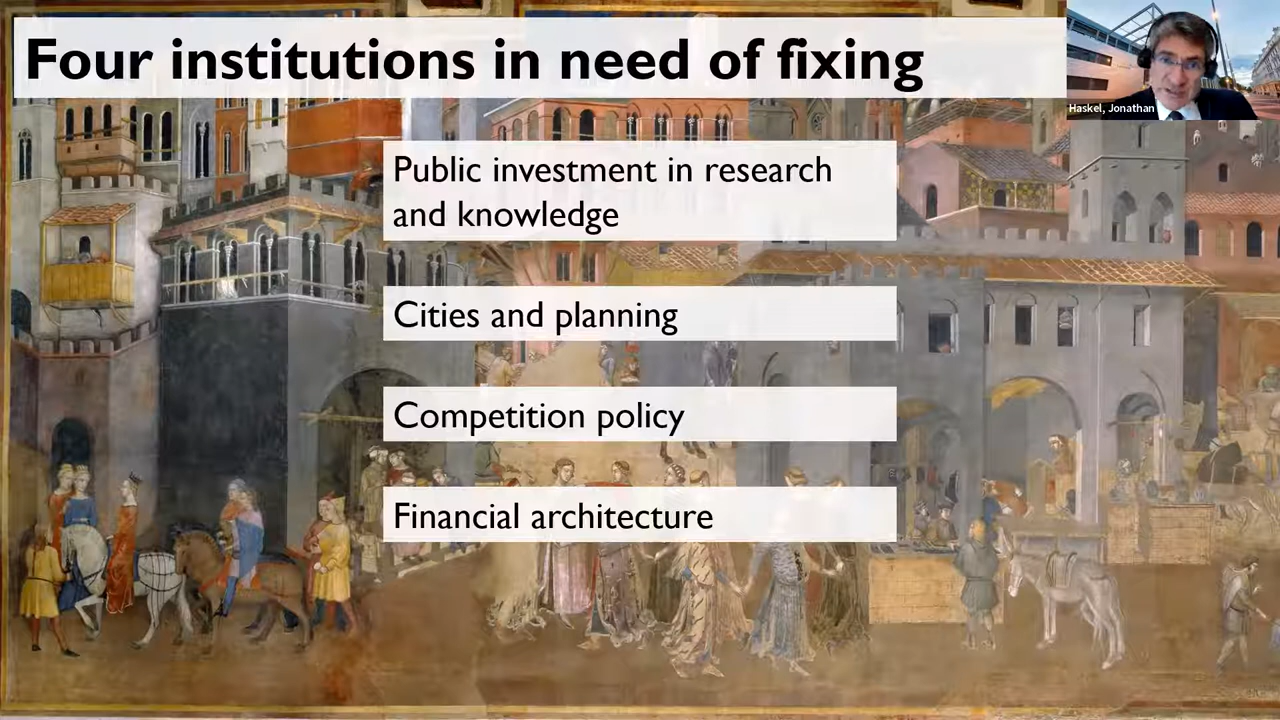 Four institutions in need of fixing
Haskel, Jonathan
Public investment in research
and knowledge
Cities and planning
Competition policy
Financial architecture